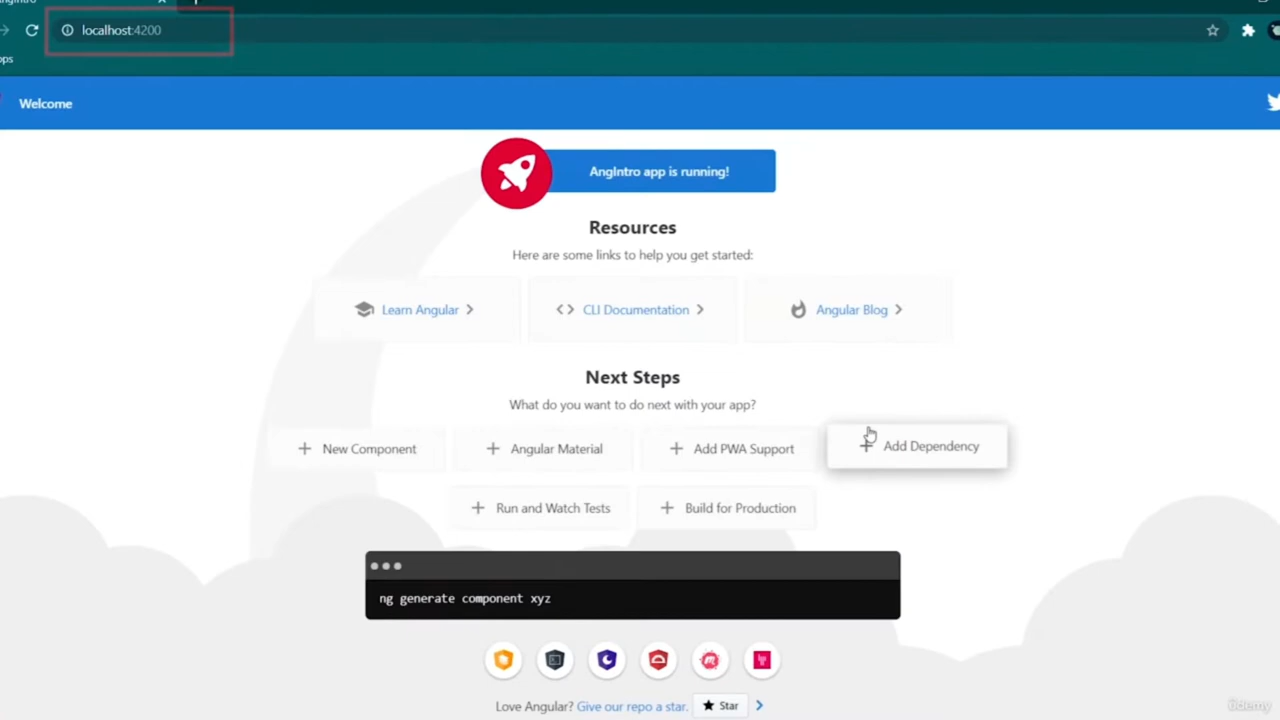 localhost:4200
Welcome
AngIntro app is running!
Resources
Here are some links to help you get started:
Learn Angular
CLI Documentation
Angular Blog
Next Steps
What do you want to do next with your app?
New Component
Angular Material
Add PWA Support
Add Dependency
Run and Watch Tests
Build for Production
ng generate component xyz
Love Angular? Give our repo a star.
Star
ûdemy